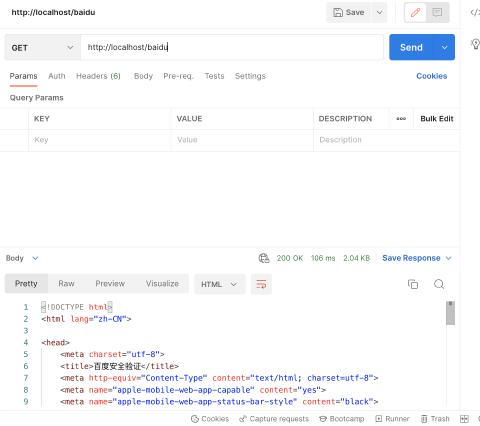 http://localhost/baidu
Save
GET
http://localhost/baidu
Send
Params Auth Headers (6) Body Pre-req. Tests Settings Cookies
Query Params
KEY VALUE DESCRIPTION ooo Bulk Edit
Key Value Description
Body 200 OK 106 ms 2.04 KB Save Response
Pretty Raw Preview Visualize HTML
1 <!DOCTYPE html>
2 <html lang="zh-CN">
3
4 <head>
5 <meta charset="utf-8">
6 <title>百度安全验证</title>
7 <meta http-equiv="Content-Type" content="text/html; charset=utf-8">
8 <meta name="apple-mobile-web-app-capable" content="yes">
9 <meta name="apple-mobile-web-app-status-bar-style" content="black">
Cookies Capture requests Bootcamp Runner Trash